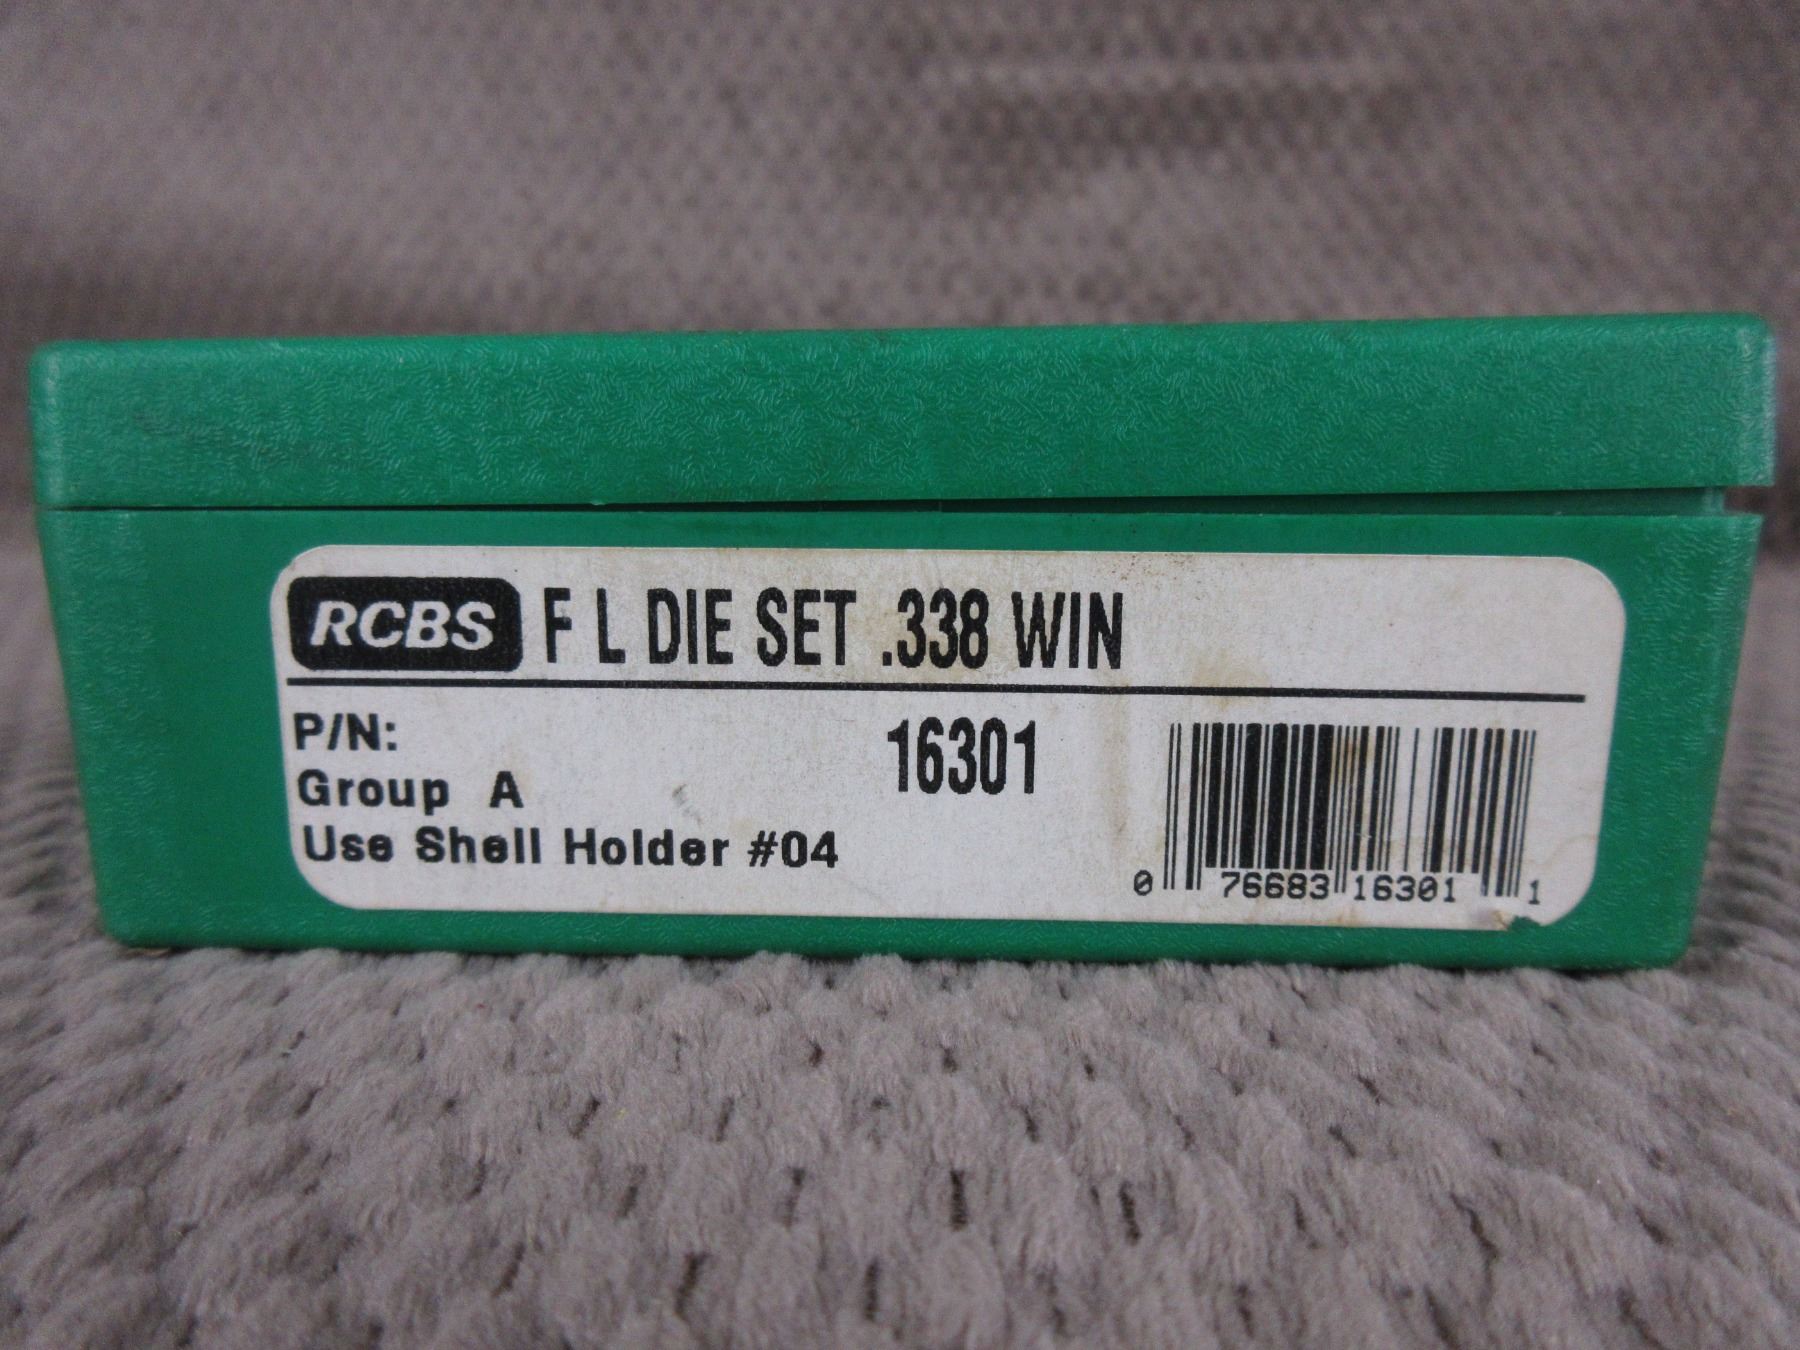 RCBS F L DIE SET .338 WIN
P/N: 16301
Group A
Use Shell Holder #04
0 76683 16301 1